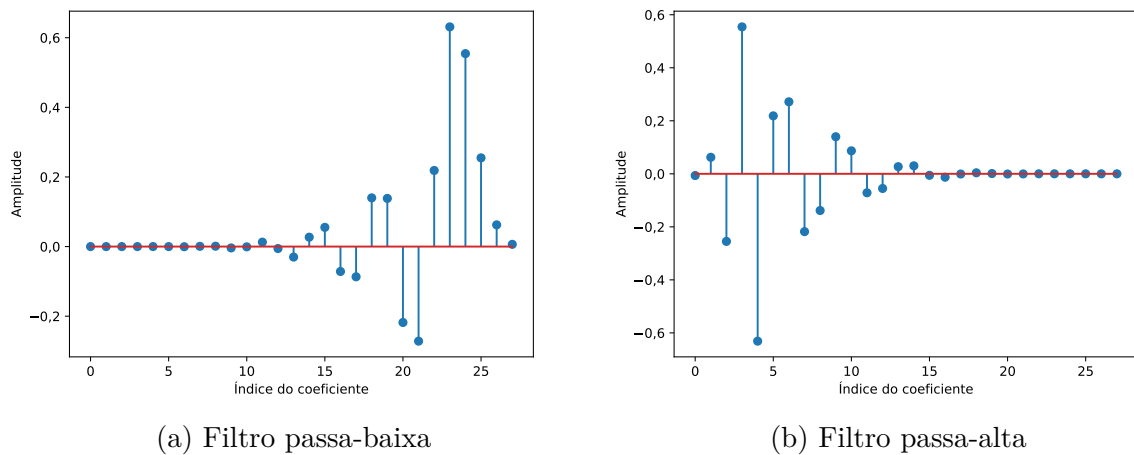 0,6
0,4
0,2
0,0
−0,2
Amplitude
0 5 10 15 20 25
Índice do coeficiente
(a) Filtro passa-baixa
0,6
0,4
0,2
0,0
−0,2
−0,4
−0,6
Amplitude
0 5 10 15 20 25
Índice do coeficiente
(b) Filtro passa-alta